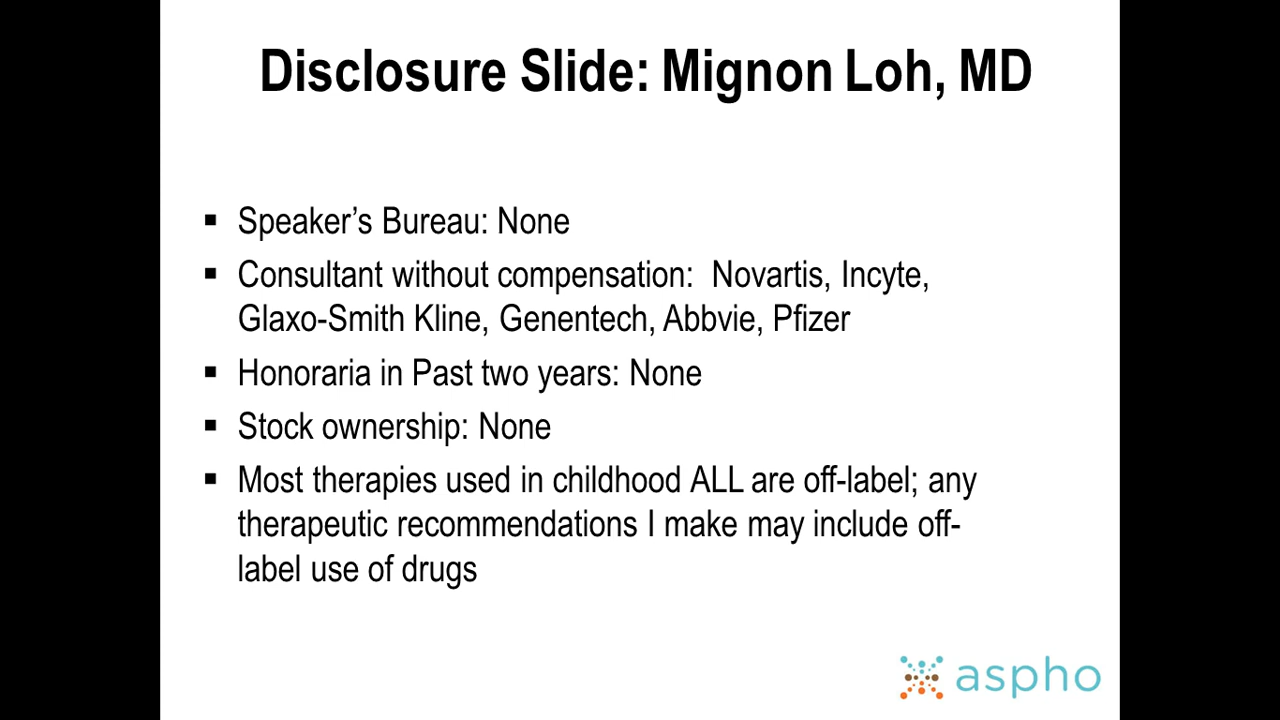 Disclosure Slide: Mignon Loh, MD
▪ Speaker’s Bureau: None
▪ Consultant without compensation:  Novartis, Incyte,
Glaxo-Smith Kline, Genentech, Abbvie, Pfizer
▪ Honoraria in Past two years: None
▪ Stock ownership: None
▪ Most therapies used in childhood ALL are off-label; any
therapeutic recommendations I make may include off-
label use of drugs
aspho